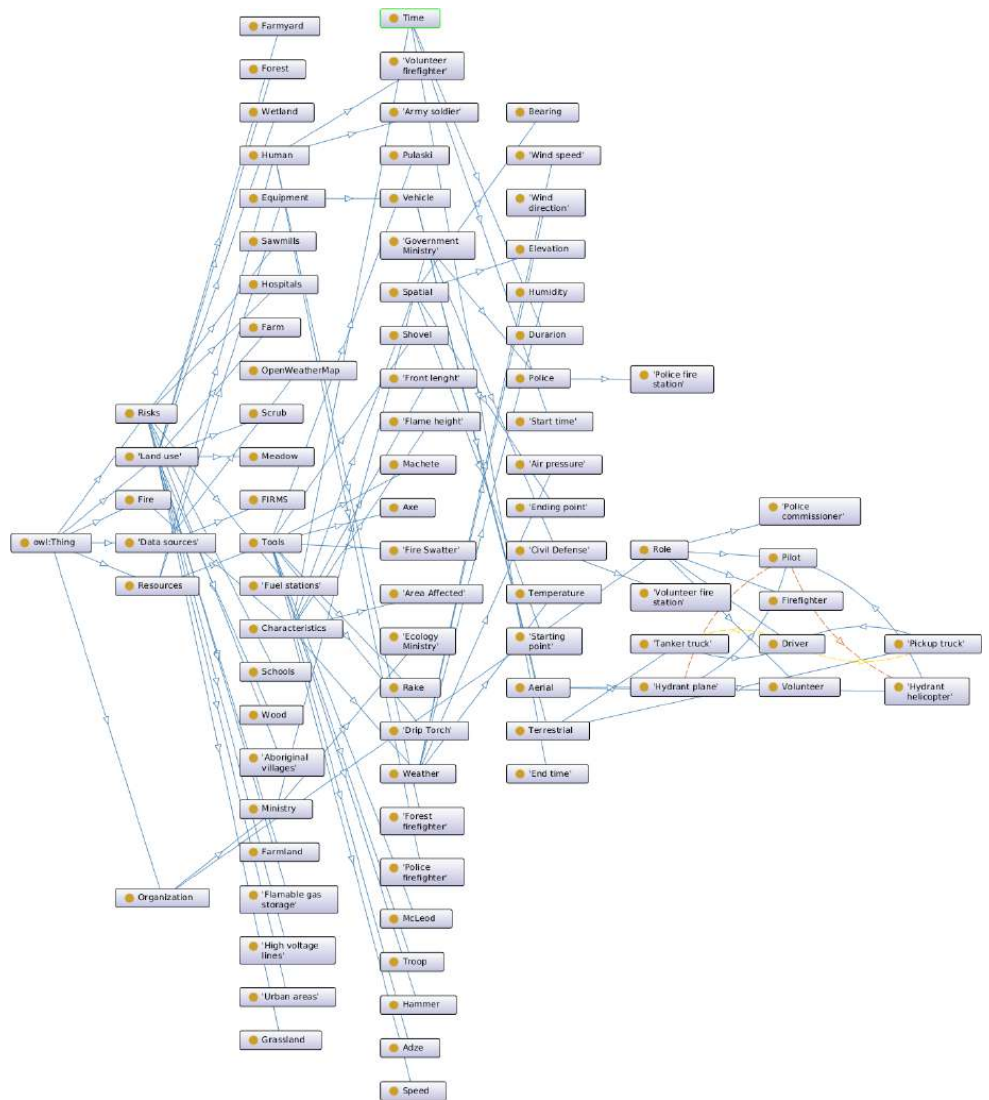 owl:Thing
Risks
'Land use'
Fire
'Data sources'
Resources
Organization
Farmyard
Forest
Wetland
Human
Equipment
Sawmills
Hospitals
Farm
OpenWeatherMap
Scrub
Meadow
FIRMS
Tools
'Fuel stations'
Characteristics
Schools
Wood
'Aboriginal
villages'
Ministry
Farmland
'Flamable gas
storage'
'High voltage
lines'
'Urban areas'
Grassland
Time
'Volunteer
firefighter'
'Army soldier'
Pulaski
Vehicle
'Government
Ministry'
Spatial
Shovel
'Front lenght'
'Flame height'
Machete
Axe
'Fire Swatter'
'Area Affected'
'Ecology
Ministry'
Rake
'Drip Torch'
Weather
'Forest
firefighter'
'Police
firefighter'
McLeod
Troop
Hammer
Adze
Speed
Bearing
'Wind speed'
'Wind
direction'
Elevation
Humidity
Durarion
Police
'Start time'
'Air pressure'
'Ending point'
'Civil Defense'
Temperature
'Starting
point'
Aerial
Terrestrial
'End time'
'Police fire
station'
Role
'Volunteer fire
station'
'Tanker truck'
'Hydrant plane'
'Police
commissioner'
Pilot
Firefighter
Driver
Volunteer
'Pickup truck'
'Hydrant
helicopter'